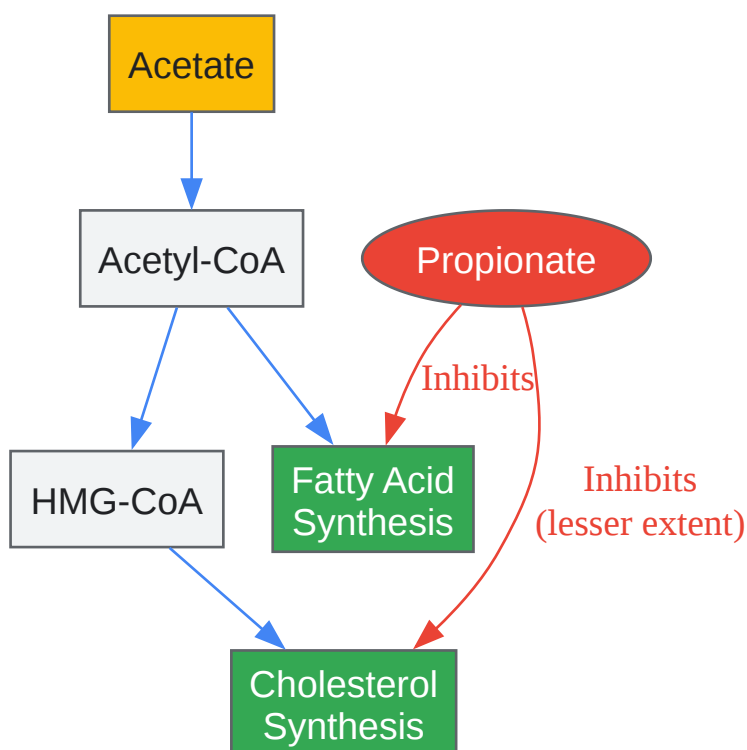 Acetate
Acetyl-CoA
Propionate
Inhibits
HMG-CoA
Fatty Acid
Synthesis
Inhibits
(lesser extent)
Cholesterol
Synthesis